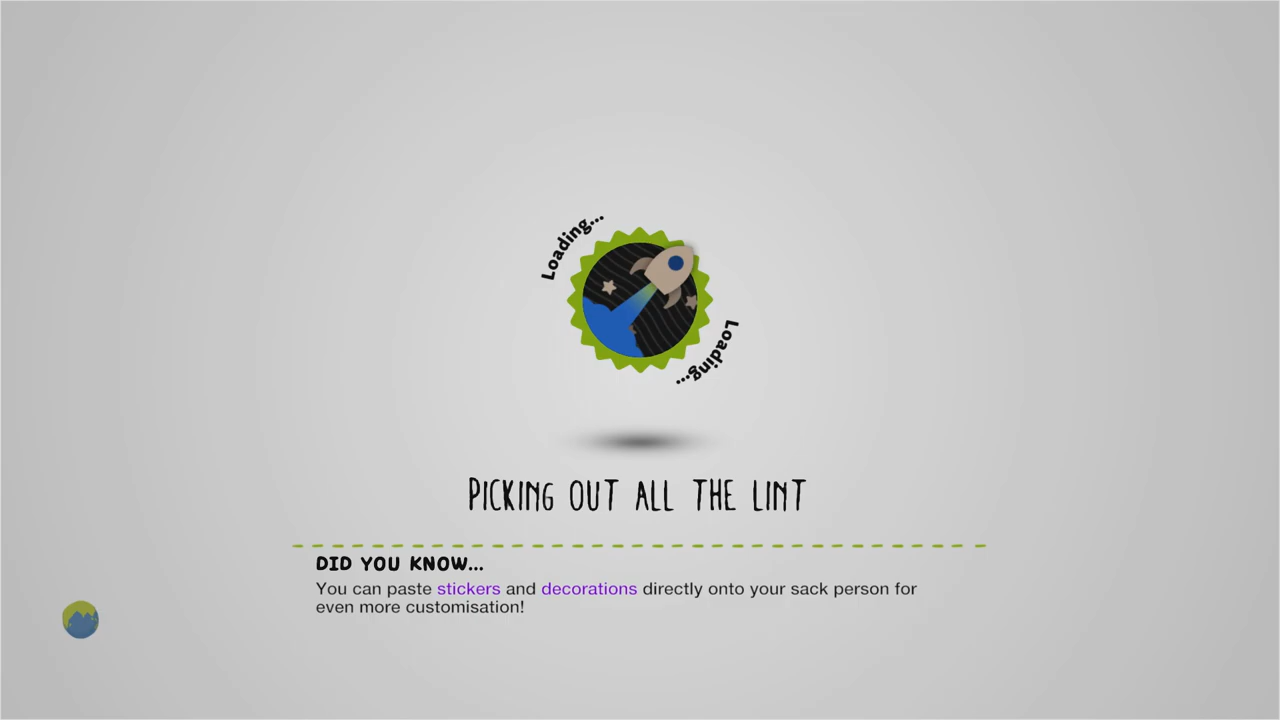 Loading...
Loading...
PICKING OUT ALL THE LINT
DID YOU KNOW...
You can paste stickers and decorations directly onto your sack person for
even more customisation!